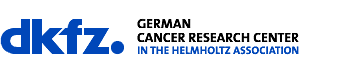 dkfz.
GERMAN
CANCER RESEARCH CENTER
IN THE HELMHOLTZ ASSOCIATION